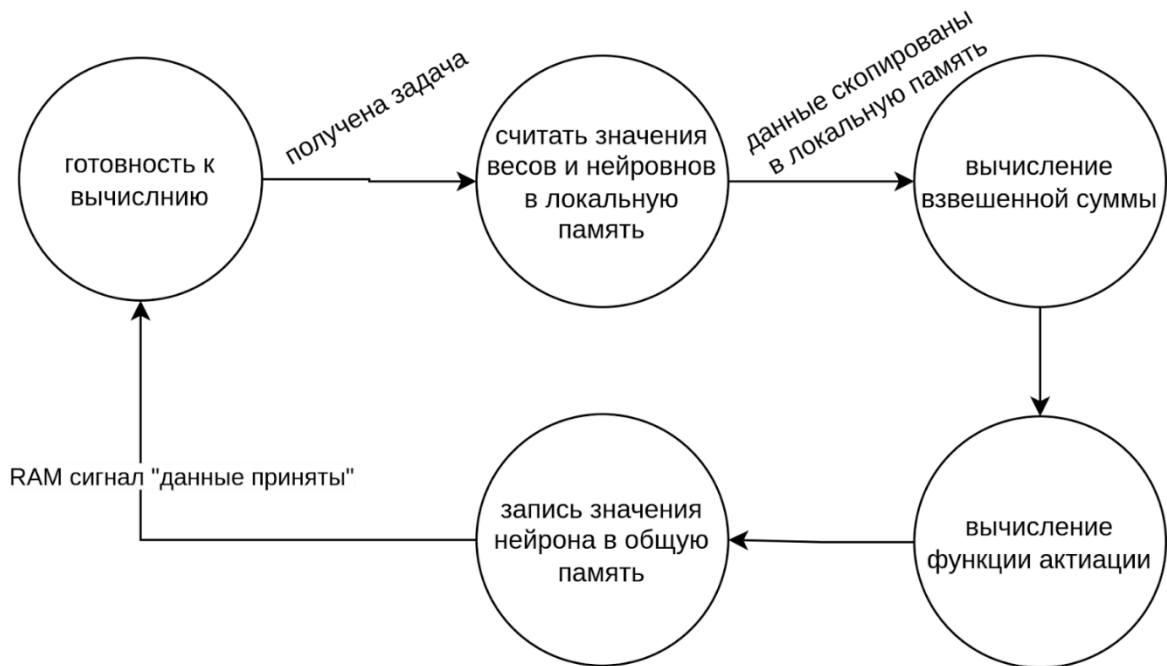 готовность к
вычислнию
получена задача
считать значения
весов и нейровнов
в локальную
память
данные скопированы
в локальную память
вычисление
взвешенной суммы
вычисление
функции актиации
запись значения
нейрона в общую
память
RAM сигнал "данные приняты"